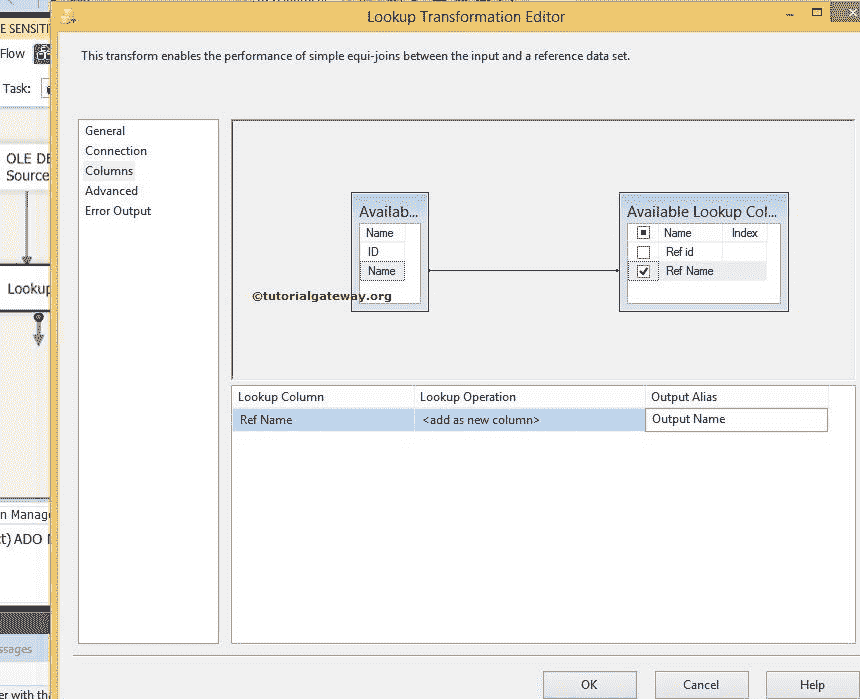 Lookup Transformation Editor
E SENSITI
Flow
Task:
OLE DE
Source
Lookup
n Manag
t) ADO
ssages
er with tha
This transform enables the performance of simple equi-joins between the input and a reference data set.
General
Connection
Columns
Advanced
Error Output
Availab...
Name
ID
Name
Available Lookup Col...
Name Index
Ref id
Ref Name
©tutorialgateway.org
Lookup Column Lookup Operation Output Alias
Ref Name <add as new column> Output Name
OK Cancel Help